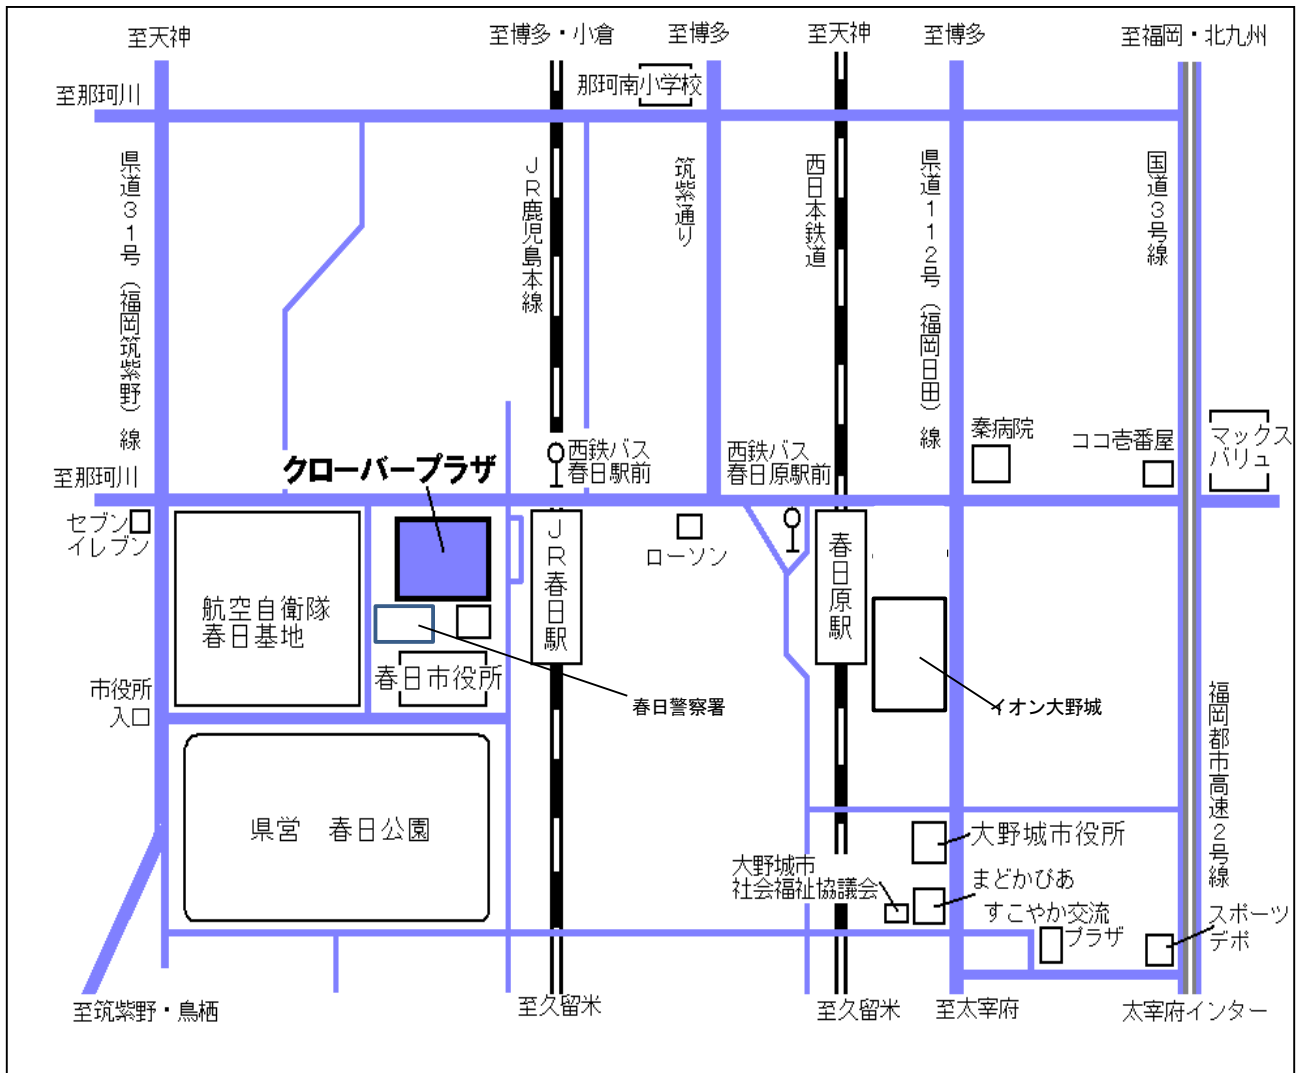 至天神
至博多・小倉
至博多
至天神
至博多
至福岡・北九州
那珂南小学校
至那珂川
県道31号(福岡筑紫野)線
JR鹿児島本線
筑紫通り
西日本鉄道
県道112号(福岡日田)線
国道3号線
秦病院
ココ壱番屋
マックス
バリュ
西鉄バス
春日駅前
西鉄バス
春日原駅前
クローバープラザ
至那珂川
セブン
イレブン
JR春日駅
ローソン
春日原駅
航空自衛隊
春日基地
春日市役所
市役所
入口
春日警察署
イオン大野城
福岡都市高速2号線
県営 春日公園
大野城市役所
大野城市
社会福祉協議会
まどかぴあ
すこやか交流
プラザ
スポーツ
デポ
至筑紫野・鳥栖
至久留米
至久留米
至太宰府
太宰府インター